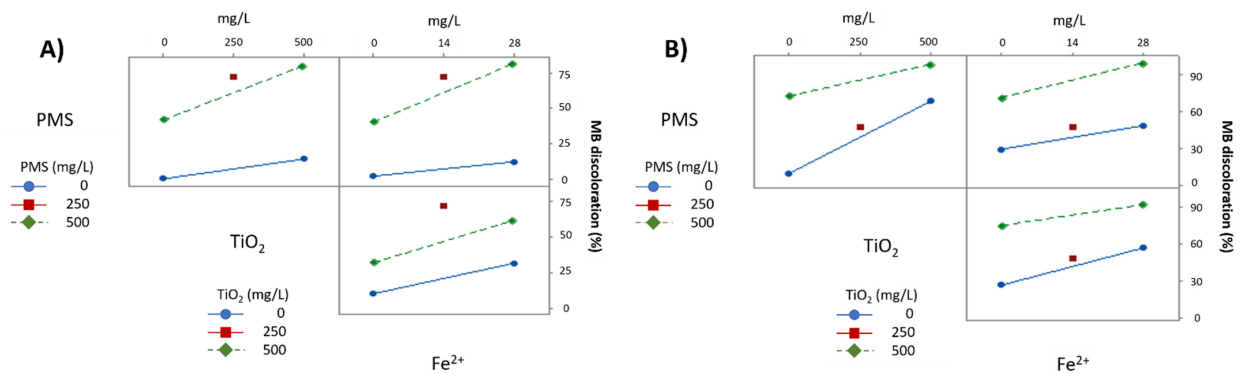 A)
mg/L
mg/L
0 250 500
0 14 28
PMS
PMS (mg/L)
0
250
500
75
50
25
0
75
50
25
0
MB discoloration (%)
TiO₂
TiO₂ (mg/L)
0
250
500
Fe²⁺
B)
mg/L
mg/L
0 250 500
0 14 28
PMS
PMS (mg/L)
0
250
500
90
60
30
0
90
60
30
0
MB discoloration (%)
TiO₂
TiO₂ (mg/L)
0
250
500
Fe²⁺